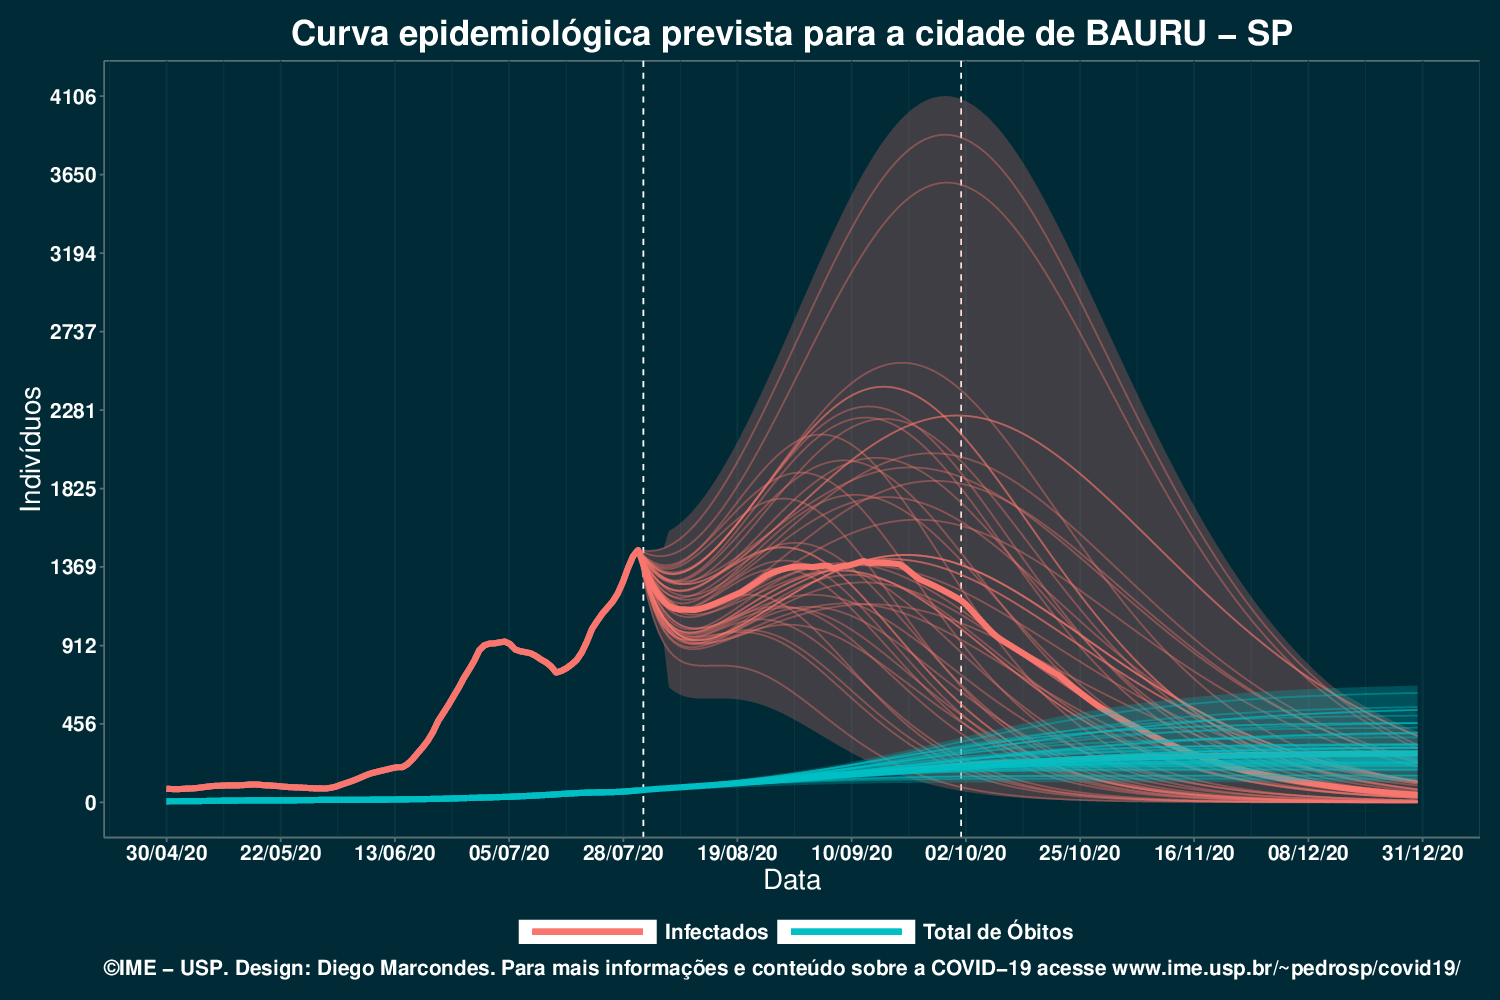 Curva epidemiológica prevista para a cidade de BAURU – SP
4106
3650
3194
2737
2281
1825
1369
912
456
0
Indivíduos
30/04/20 22/05/20 13/06/20 05/07/20 28/07/20 19/08/20 10/09/20 02/10/20 25/10/20 16/11/20 08/12/20 31/12/20
Data
Infectados Total de Óbitos
©IME – USP. Design: Diego Marcondes. Para mais informações e conteúdo sobre a COVID–19 acesse www.ime.usp.br/~pedrosp/covid19/